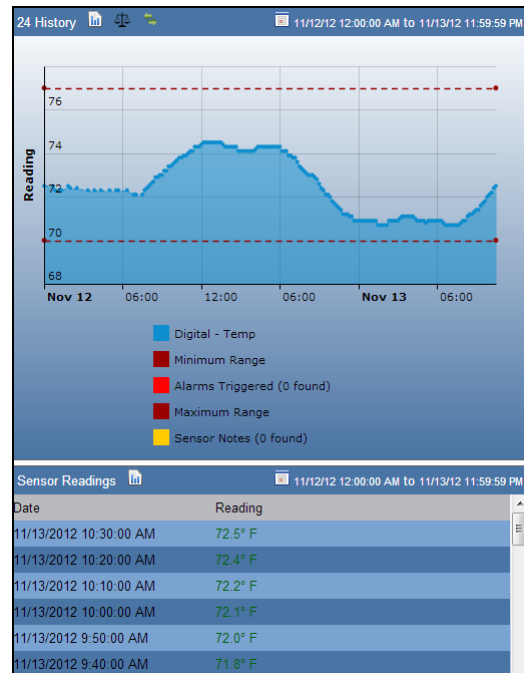 24 History 11/12/12 12:00:00 AM to 11/13/12 11:59:59 PM
Reading
76
74
72
70
68
Nov 12 06:00 12:00 06:00 Nov 13 06:00
Digital - Temp
Minimum Range
Alarms Triggered (0 found)
Maximum Range
Sensor Notes (0 found)
Sensor Readings 11/12/12 12:00:00 AM to 11/13/12 11:59:59 PM
Date Reading
11/13/2012 10:30:00 AM 72.5° F
11/13/2012 10:20:00 AM 72.4° F
11/13/2012 10:10:00 AM 72.2° F
11/13/2012 10:00:00 AM 72.1° F
11/13/2012 9:50:00 AM 72.0° F
11/13/2012 9:40:00 AM 71.8° F